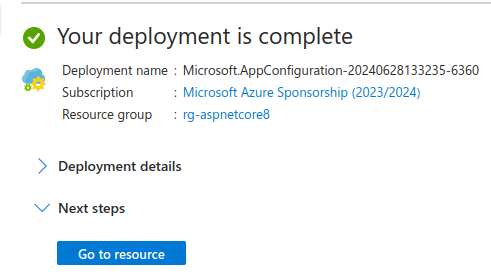 Your deployment is complete
Deployment name : Microsoft.AppConfiguration-20240628133235-6360
Subscription : Microsoft Azure Sponsorship (2023/2024)
Resource group : rg-aspnetcore8
Deployment details
Next steps
Go to resource